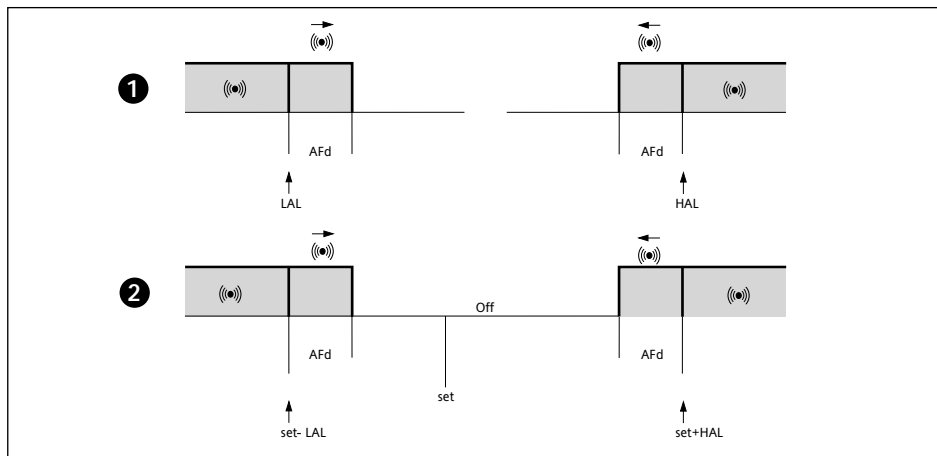 1
AFd
AFd
LAL
HAL
2
Off
AFd
AFd
set
set- LAL
set+HAL